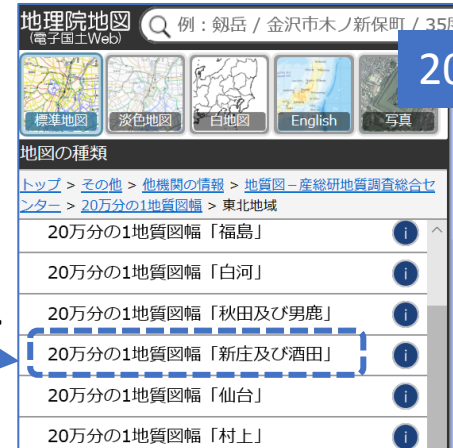 地理院地図
(電子国土Web)
例：剱岳 / 金沢市木ノ新保町 / 35
20
標準地図
淡色地図
白地図
English
写真
地図の種類
トップ > その他 > 他機関の情報 > 地質図－産総研地質調査総合セ
ンター > 20万分の1地質図幅 > 東北地域
20万分の1地質図幅「福島」
20万分の1地質図幅「白河」
20万分の1地質図幅「秋田及び男鹿」
20万分の1地質図幅「新庄及び酒田」
20万分の1地質図幅「仙台」
20万分の1地質図幅「村上」